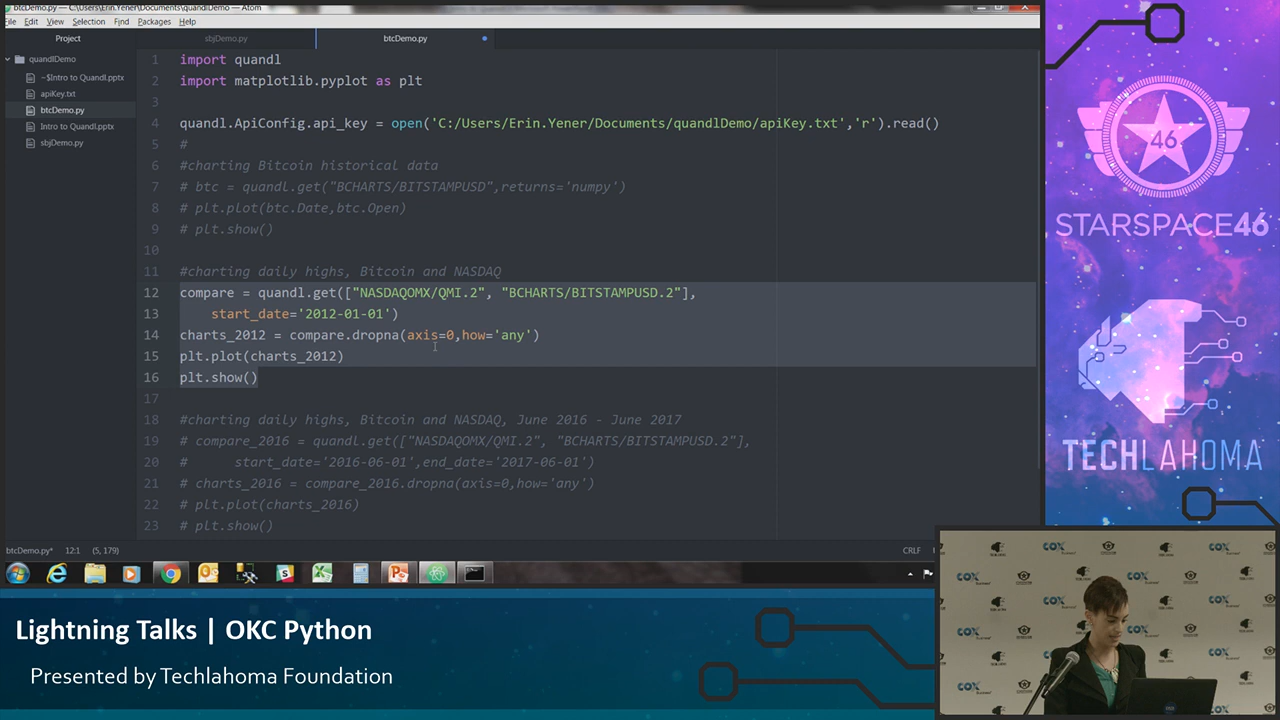 btcDemo.py — C:\Users\Erin.Yener\Documents\quandlDemo — Atom
File Edit View Selection Find Packages Help
Project
sbjDemo.py
btcDemo.py
quandlDemo
~$Intro to Quandl.pptx
apiKey.txt
btcDemo.py
Intro to Quandl.pptx
sbjDemo.py
1 import quandl
2 import matplotlib.pyplot as plt
3
4 quandl.ApiConfig.api_key = open('C:/Users/Erin.Yener/Documents/quandlDemo/apiKey.txt','r').read()
5 #
6 #charting Bitcoin historical data
7 # btc = quandl.get("BCHARTS/BITSTAMPUSD",returns='numpy')
8 # plt.plot(btc.Date,btc.Open)
9 # plt.show()
10
11 #charting daily highs, Bitcoin and NASDAQ
12 compare = quandl.get(["NASDAQOMX/QMI.2", "BCHARTS/BITSTAMPUSD.2"],
13 start_date='2012-01-01')
14 charts_2012 = compare.dropna(axis=0,how='any')
15 plt.plot(charts_2012)
16 plt.show()
17
18 #charting daily highs, Bitcoin and NASDAQ, June 2016 - June 2017
19 # compare_2016 = quandl.get(["NASDAQOMX/QMI.2", "BCHARTS/BITSTAMPUSD.2"],
20 # start_date='2016-06-01',end_date='2017-06-01')
21 # charts_2016 = compare_2016.dropna(axis=0,how='any')
22 # plt.plot(charts_2016)
23 # plt.show()
btcDemo.py* 12:1 (5, 179)
CRLF
46
STARSPACE46
TECHLAHOMA
COX
COX
COX
COX
COX
COX
COX
Lightning Talks | OKC Python
Presented by Techlahoma Foundation